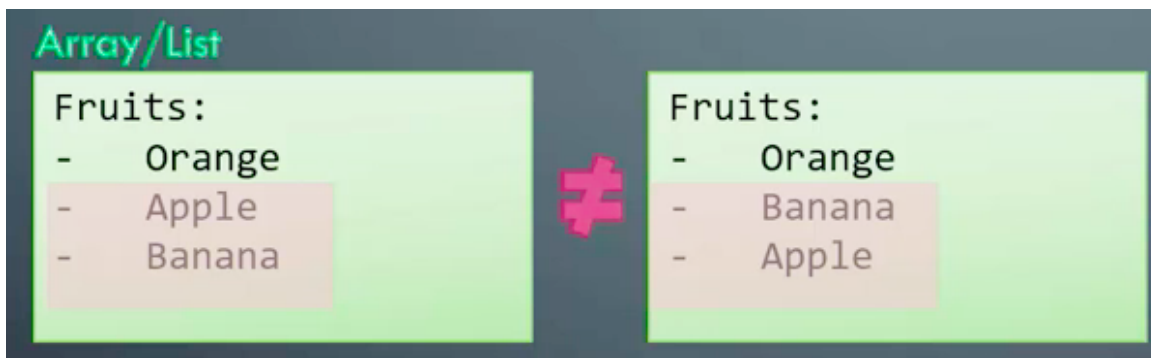 Array/List
Fruits:
- Orange
- Apple
- Banana
≠
Fruits:
- Orange
- Banana
- Apple